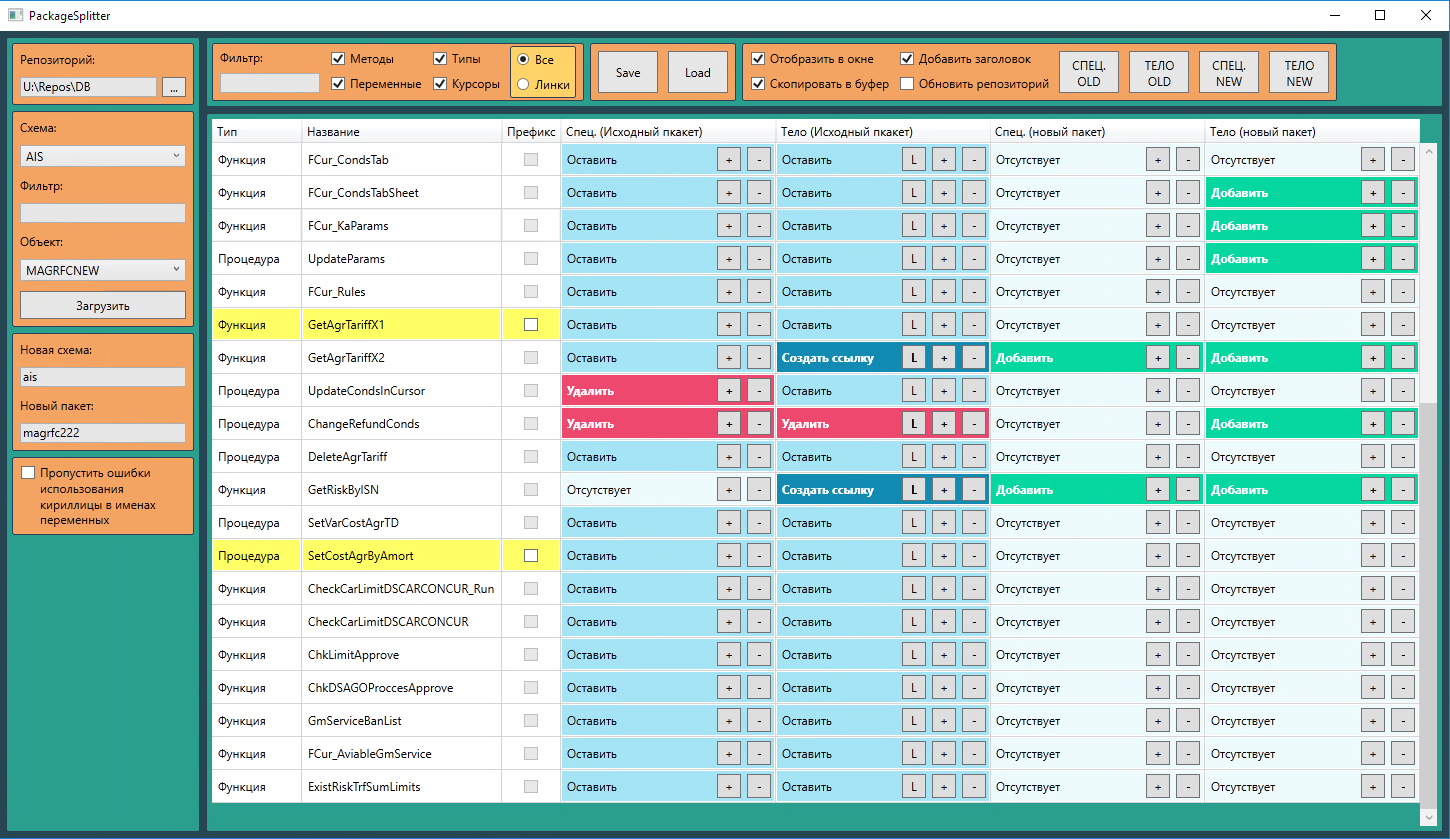 PackageSplitter
Репозиторий:
U:\Repos\DB
...
Схема:
AIS
Фильтр:
Объект:
MAGRFCNEW
Загрузить
Новая схема:
ais
Новый пакет:
magrfc222
Пропустить ошибки
использования
кириллицы в именах
переменных
Фильтр:
Методы
Типы
Переменные
Курсоры
Все
Линки
Save
Load
Отобразить в окне
Добавить заголовок
Скопировать в буфер
Обновить репозиторий
СПЕЦ.
OLD
ТЕЛО
OLD
СПЕЦ.
NEW
ТЕЛО
NEW
Тип Название Префикс Спец. (Исходный пкакет) Тело (Исходный пакет) Спец. (новый пакет) Тело (новый пакет)
Функция FCur_CondsTab Оставить + - Оставить L + - Отсутствует + - Отсутствует + -
Функция FCur_CondsTabSheet Оставить + - Оставить L + - Отсутствует + - Добавить + -
Функция FCur_KaParams Оставить + - Оставить L + - Отсутствует + - Добавить + -
Процедура UpdateParams Оставить + - Оставить L + - Отсутствует + - Добавить + -
Функция FCur_Rules Оставить + - Оставить L + - Отсутствует + - Отсутствует + -
Функция GetAgrTariffX1 Оставить + - Оставить L + - Отсутствует + - Отсутствует + -
Функция GetAgrTariffX2 Оставить + - Создать ссылку L + - Добавить + - Добавить + -
Процедура UpdateCondsInCursor Удалить + - Оставить L + - Отсутствует + - Отсутствует + -
Процедура ChangeRefundConds Удалить + - Удалить L + - Отсутствует + - Добавить + -
Процедура DeleteAgrTariff Оставить + - Оставить L + - Отсутствует + - Отсутствует + -
Функция GetRiskByISN Отсутствует + - Создать ссылку L + - Добавить + - Добавить + -
Процедура SetVarCostAgrTD Оставить + - Оставить L + - Отсутствует + - Отсутствует + -
Процедура SetCostAgrByAmort Оставить + - Оставить L + - Отсутствует + - Отсутствует + -
Функция CheckCarLimitDSCARCONCUR_Run Оставить + - Оставить L + - Отсутствует + - Отсутствует + -
Функция CheckCarLimitDSCARCONCUR Оставить + - Оставить L + - Отсутствует + - Отсутствует + -
Функция ChkLimitApprove Оставить + - Оставить L + - Отсутствует + - Отсутствует + -
Функция ChkDSAGOProccesApprove Оставить + - Оставить L + - Отсутствует + - Отсутствует + -
Функция GmServiceBanList Оставить + - Оставить L + - Отсутствует + - Отсутствует + -
Функция FCur_AviableGmService Оставить + - Оставить L + - Отсутствует + - Отсутствует + -
Функция ExistRiskTrfSumLimits Оставить + - Оставить L + - Отсутствует + - Отсутствует + -